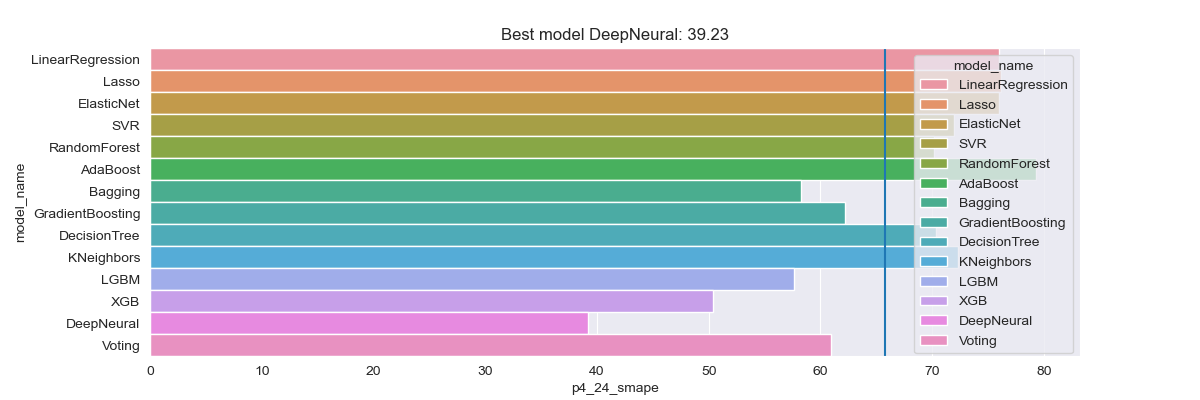 Best model DeepNeural: 39.23
model_name
LinearRegression
Lasso
ElasticNet
SVR
RandomForest
AdaBoost
Bagging
GradientBoosting
DecisionTree
KNeighbors
LGBM
XGB
DeepNeural
Voting
model_name
LinearRegression
Lasso
ElasticNet
SVR
RandomForest
AdaBoost
Bagging
GradientBoosting
DecisionTree
KNeighbors
LGBM
XGB
DeepNeural
Voting
0 10 20 30 40 50 60 70 80
p4_24_smape